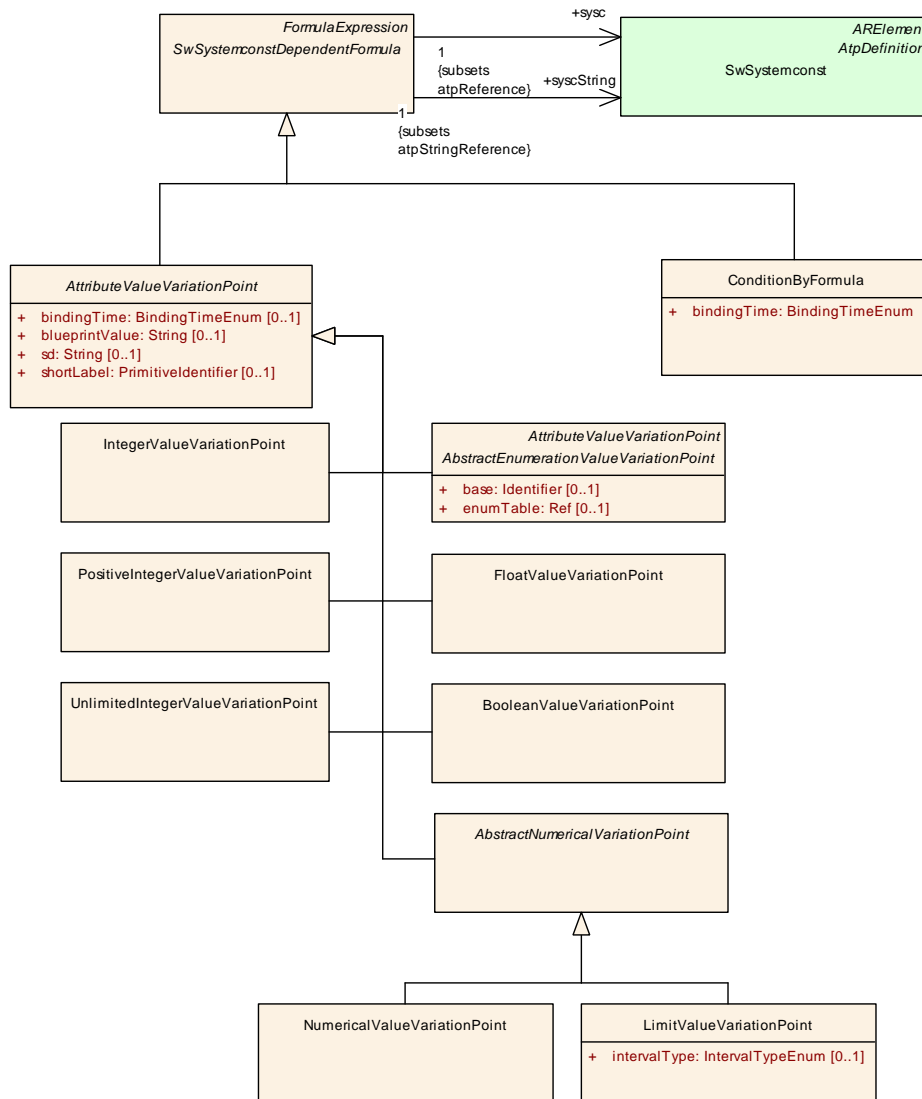 FormulaExpression
SwSystemconstDependentFormula
+sysc
1
{subsets
atpReference}
+syscString
1
{subsets
atpStringReference}
ARElemen
AtpDefinition
SwSystemconst
AttributeValueVariationPoint
+ bindingTime: BindingTimeEnum [0..1]
+ blueprintValue: String [0..1]
+ sd: String [0..1]
+ shortLabel: PrimitiveIdentifier [0..1]
ConditionByFormula
+ bindingTime: BindingTimeEnum
IntegerValueVariationPoint
AttributeValueVariationPoint
AbstractEnumerationValueVariationPoint
+ base: Identifier [0..1]
+ enumTable: Ref [0..1]
PositiveIntegerValueVariationPoint
FloatValueVariationPoint
UnlimitedIntegerValueVariationPoint
BooleanValueVariationPoint
AbstractNumericalVariationPoint
NumericalValueVariationPoint
LimitValueVariationPoint
+ intervalType: IntervalTypeEnum [0..1]